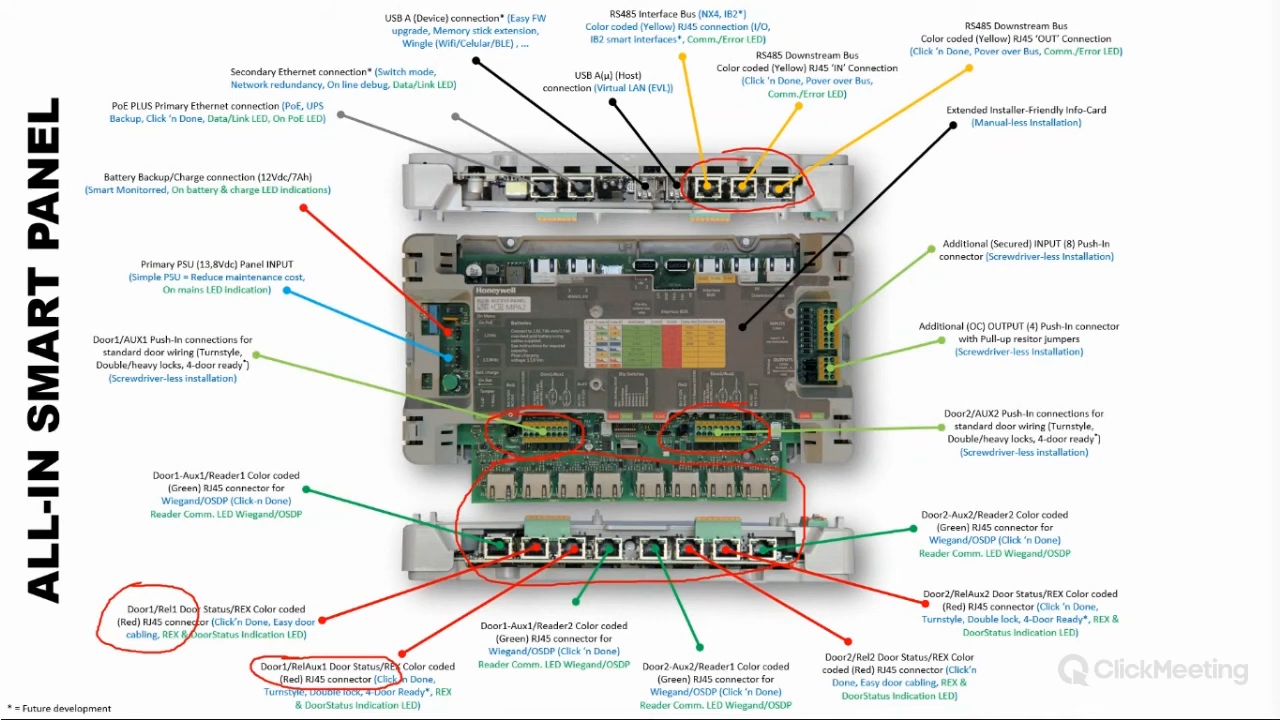 ALL-IN SMART PANEL
USB A (Device) connection* (Easy FW
upgrade, Memory stick extension,
Wingle (Wifi/Celular/BLE) , ...
RS485 Interface Bus (NX4, IB2*)
Color coded (Yellow) RJ45 connection (I/O,
IB2 smart interfaces*, Comm./Error LED)
RS485 Downstream Bus
Color coded (Yellow) RJ45 ‘OUT’ Connection
(Click ‘n Done, Pover over Bus, Comm./Error LED)
RS485 Downstream Bus
Color coded (Yellow) RJ45 ‘IN’ Connection
(Click ‘n Done, Pover over Bus,
Comm./Error LED)
Secondary Ethernet connection* (Switch mode,
Network redundancy, On line debug, Data/Link LED)
USB A(µ) (Host)
connection (Virtual LAN (EVL))
PoE PLUS Primary Ethernet connection (PoE, UPS
Backup, Click ‘n Done, Data/Link LED, On PoE LED)
Extended Installer-Friendly Info-Card
(Manual-less Installation)
Battery Backup/Charge connection (12Vdc/7Ah)
(Smart Monitorred, On battery & charge LED indications)
Additional (Secured) INPUT (8) Push-In
connector (Screwdriver-less Installation)
Primary PSU (13,8Vdc) Panel INPUT
(Simple PSU = Reduce maintenance cost,
On mains LED indication)
Honeywell
MPA2
Additional (OC) OUTPUT (4) Push-In connector
with Pull-up resitor jumpers
(Screwdriver-less Installation)
Door1/AUX1 Push-In connections for
standard door wiring (Turnstyle,
Double/heavy locks, 4-door ready*)
(Screwdriver-less installation)
Door2/AUX2 Push-In connections for
standard door wiring (Turnstyle,
Double/heavy locks, 4-door ready*)
(Screwdriver-less installation)
Door1-Aux1/Reader1 Color coded
(Green) RJ45 connector for
Wiegand/OSDP (Click-n Done)
Reader Comm. LED Wiegand/OSDP
Door2-Aux2/Reader2 Color coded
(Green) RJ45 connector for
Wiegand/OSDP (Click ‘n Done)
Reader Comm. LED Wiegand/OSDP
Door1/Rel1 Door Status/REX Color coded
(Red) RJ45 connector (Click’n Done, Easy door
cabling, REX & DoorStatus Indication LED)
Door2/RelAux2 Door Status/REX Color coded
(Red) RJ45 connector (Click ‘n Done,
Turnstyle, Double lock, 4-Door Ready*, REX &
DoorStatus Indication LED)
Door1-Aux1/Reader2 Color coded
(Green) RJ45 connector for
Wiegand/OSDP (Click ‘n Done)
Reader Comm. LED Wiegand/OSDP
Door1/RelAux1 Door Status/REX Color coded
(Red) RJ45 connector (Click ‘n Done,
Turnstyle, Double lock, 4-Door Ready*, REX
& DoorStatus Indication LED)
Door2-Aux2/Reader1 Color coded
(Green) RJ45 connector for
Wiegand/OSDP (Click ‘n Done)
Reader Comm. LED Wiegand/OSDP
Door2/Rel2 Door Status/REX Color
coded (Red) RJ45 connector (Click’n
Done, Easy door cabling, REX &
DoorStatus Indication LED)
ClickMeeting
* = Future development